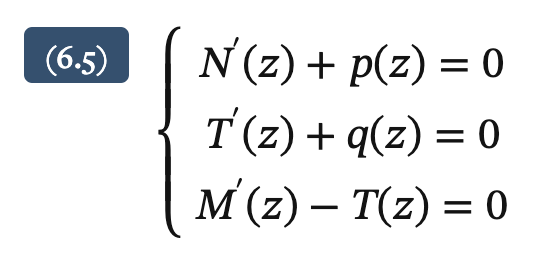 (6.5)
N′(z) + p(z) = 0
T′(z) + q(z) = 0
M′(z) − T(z) = 0